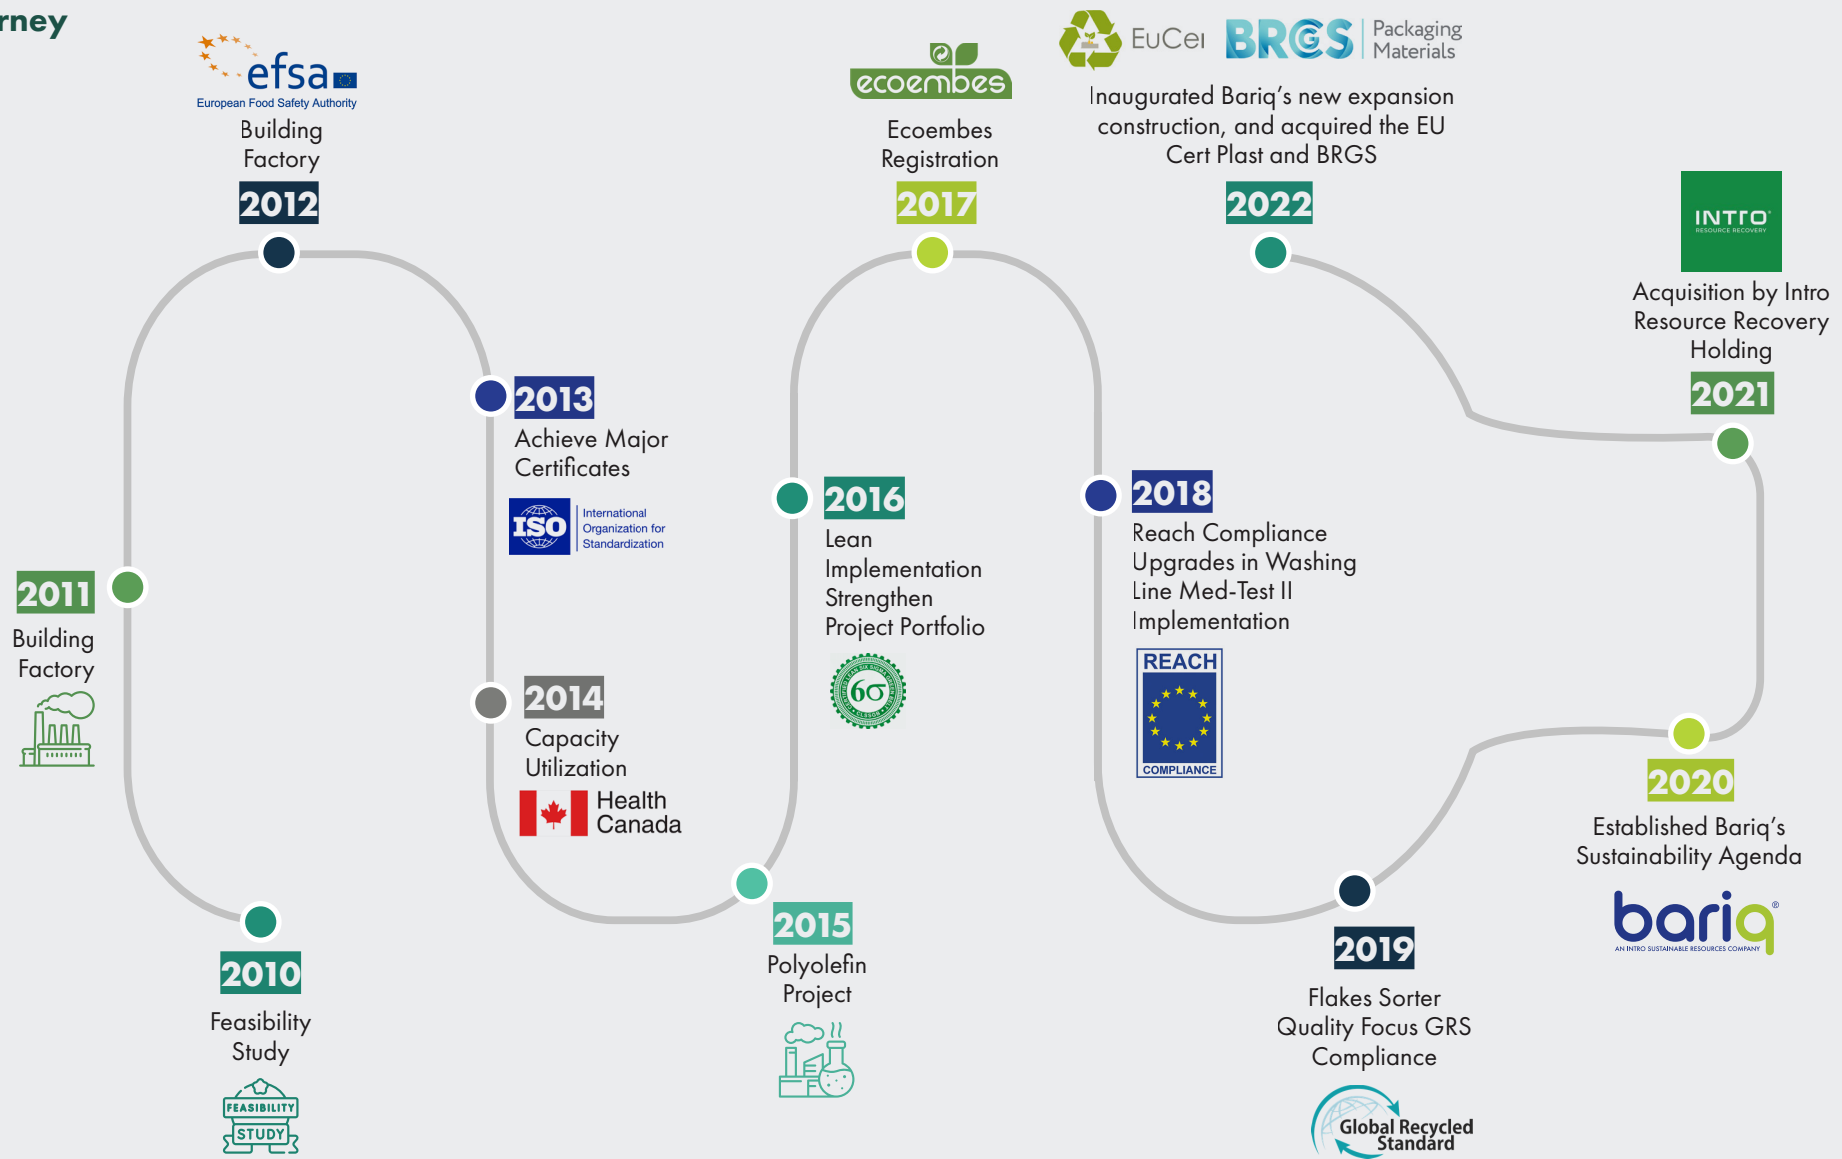 rney
efsa
European Food Safety Authority
Building
Factory
2012
ecoembes
Ecoembes
Registration
2017
EuCei
BRCGS
Packaging
Materials
Inaugurated Bariq's new expansion
construction, and acquired the EU
Cert Plast and BRGS
2022
INTRO
RESOURCE RECOVERY
Acquisition by Intro
Resource Recovery
Holding
2021
2013
Achieve Major
Certificates
ISO
International
Organization for
Standardization
2016
Lean
Implementation
Strengthen
Project Portfolio
6σ
2018
Reach Compliance
Upgrades in Washing
Line Med-Test II
Implementation
REACH
COMPLIANCE
2011
Building
Factory
2014
Capacity
Utilization
Health
Canada
2020
Established Bariq's
Sustainability Agenda
bariq®
AN INTRO SUSTAINABLE RESOURCES COMPANY
2010
Feasibility
Study
FEASIBILITY
STUDY
2015
Polyolefin
Project
2019
Flakes Sorter
Quality Focus GRS
Compliance
Global Recycled
Standard